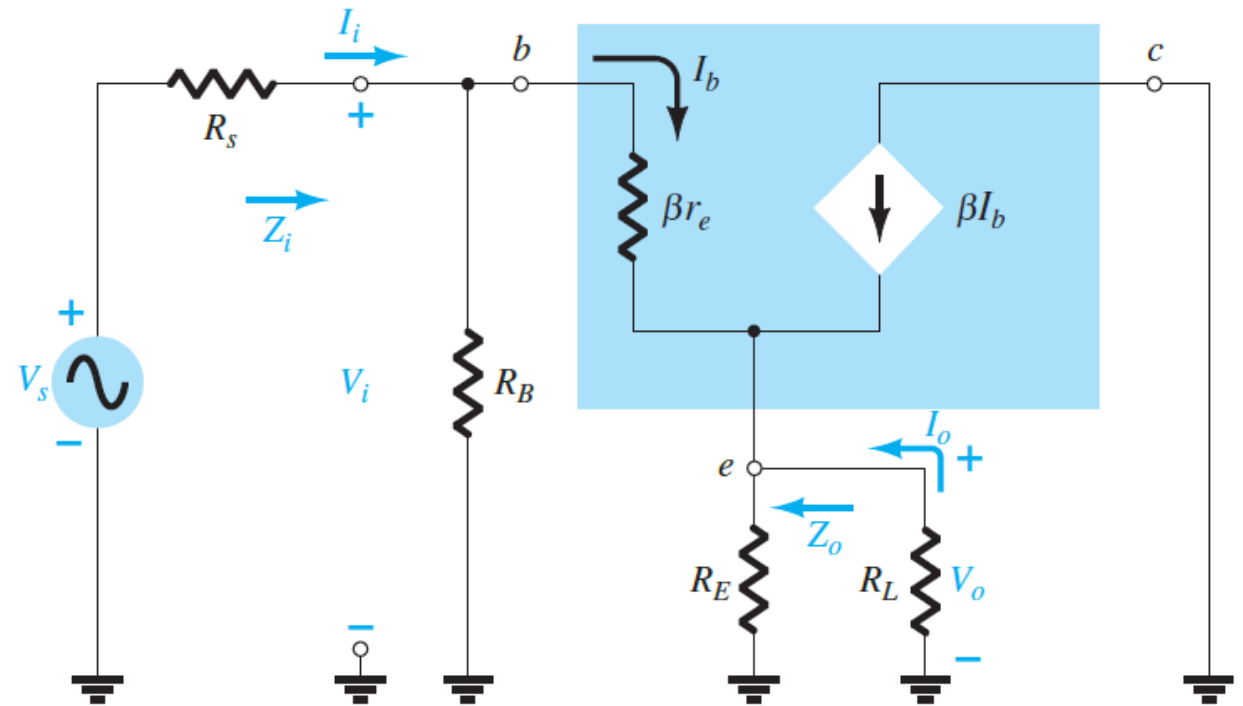 I_i
b
I_b
c
+
R_s
βr_e
βI_b
Z_i
+
V_s
V_i
R_B
−
I_o
+
e
Z_o
R_E
R_L
V_o
−
−